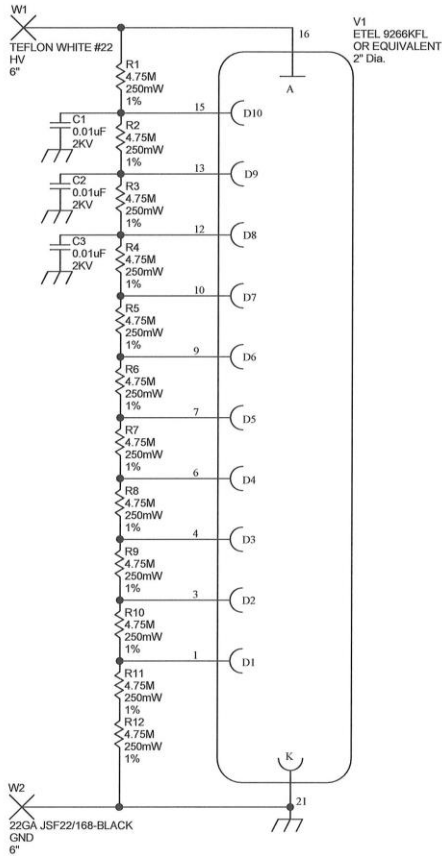 W1
TEFLON WHITE #22
HV
6"
16
V1
ETEL 9266KFL
OR EQUIVALENT
2" Dia.
A
R1
4.75M
250mW
1%
15
D10
C1
0.01uF
2KV
R2
4.75M
250mW
1%
13
D9
C2
0.01uF
2KV
R3
4.75M
250mW
1%
12
D8
C3
0.01uF
2KV
R4
4.75M
250mW
1%
10
D7
R5
4.75M
250mW
1%
9
D6
R6
4.75M
250mW
1%
7
D5
R7
4.75M
250mW
1%
6
D4
R8
4.75M
250mW
1%
4
D3
R9
4.75M
250mW
1%
3
D2
R10
4.75M
250mW
1%
1
D1
R11
4.75M
250mW
1%
R12
4.75M
250mW
1%
K
21
W2
22GA JSF22/168-BLACK
GND
6"